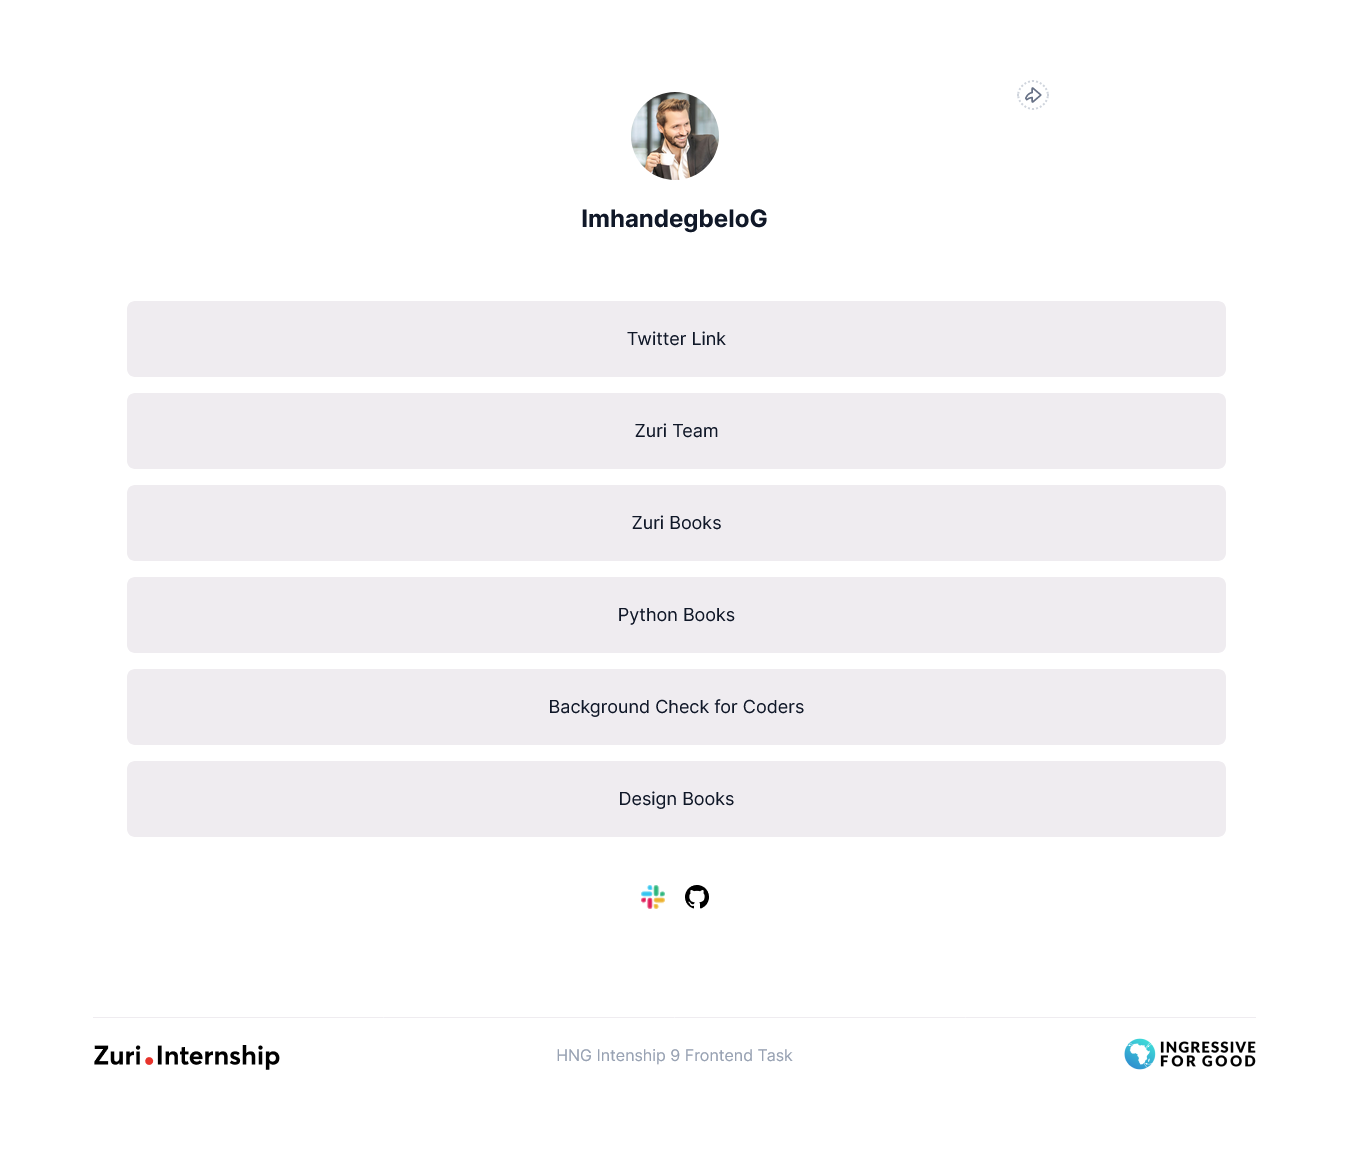 ImhandegbeloG
Twitter Link
Zuri Team
Zuri Books
Python Books
Background Check for Coders
Design Books
Zuri.Internship
HNG Intenship 9 Frontend Task
INGRESSIVE
FOR GOOD